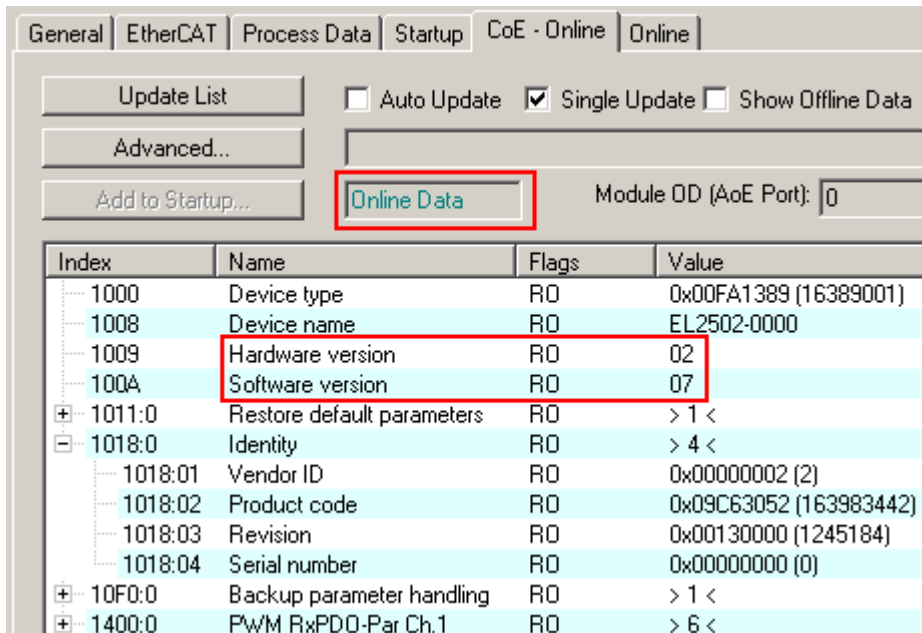 General EtherCAT Process Data Startup CoE - Online Online
Update List Auto Update Single Update Show Offline Data
Advanced...
Add to Startup... Online Data Module OD (AoE Port): 0
Index Name Flags Value
1000 Device type RO 0x00FA1389 (16389001)
1008 Device name RO EL2502-0000
1009 Hardware version RO 02
100A Software version RO 07
1011:0 Restore default parameters RO > 1 <
1018:0 Identity RO > 4 <
1018:01 Vendor ID RO 0x00000002 (2)
1018:02 Product code RO 0x09C63052 (163983442)
1018:03 Revision RO 0x00130000 (1245184)
1018:04 Serial number RO 0x00000000 (0)
10F0:0 Backup parameter handling RO > 1 <
1400:0 PWM RxPDO-Par Ch.1 RO > 6 <